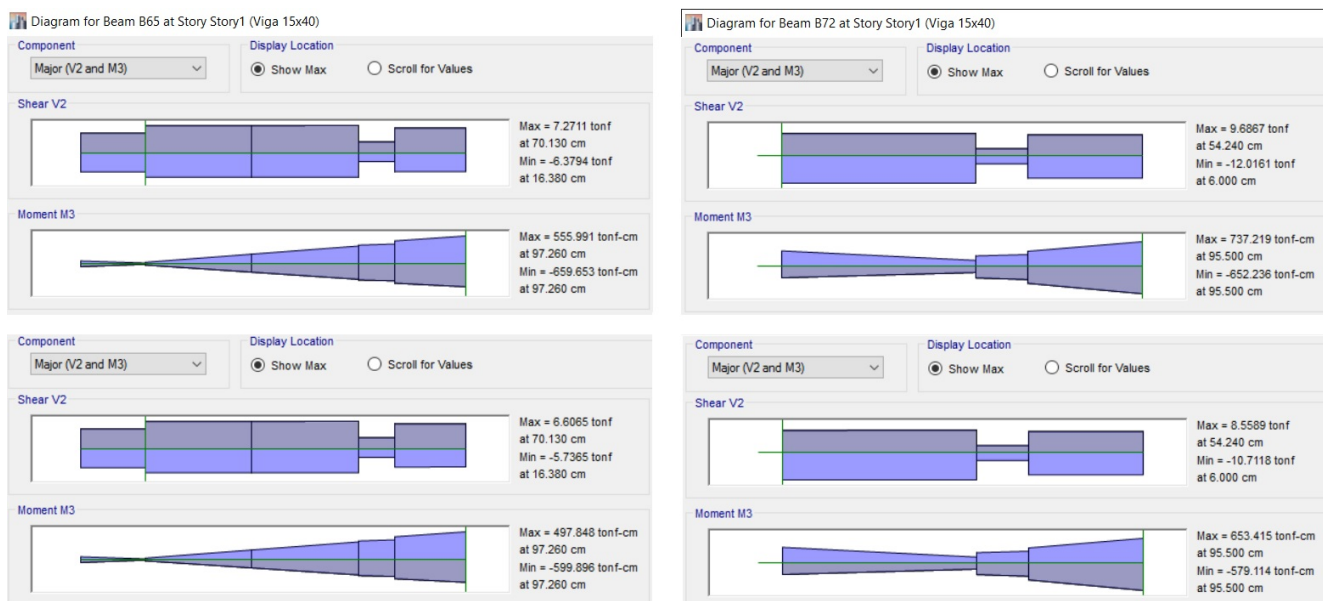 Diagram for Beam B65 at Story Story1 (Viga 15x40)
Component
Display Location
Major (V2 and M3)
Show Max
Scroll for Values
Shear V2
Max = 7.2711 tonf
at 70.130 cm
Min = -6.3794 tonf
at 16.380 cm
Moment M3
Max = 555.991 tonf-cm
at 97.260 cm
Min = -659.653 tonf-cm
at 97.260 cm
Component
Display Location
Major (V2 and M3)
Show Max
Scroll for Values
Shear V2
Max = 6.6065 tonf
at 70.130 cm
Min = -5.7365 tonf
at 16.380 cm
Moment M3
Max = 497.848 tonf-cm
at 97.260 cm
Min = -599.896 tonf-cm
at 97.260 cm
Diagram for Beam B72 at Story Story1 (Viga 15x40)
Component
Display Location
Major (V2 and M3)
Show Max
Scroll for Values
Shear V2
Max = 9.6867 tonf
at 54.240 cm
Min = -12.0161 tonf
at 6.000 cm
Moment M3
Max = 737.219 tonf-cm
at 95.500 cm
Min = -652.236 tonf-cm
at 95.500 cm
Component
Display Location
Major (V2 and M3)
Show Max
Scroll for Values
Shear V2
Max = 8.5589 tonf
at 54.240 cm
Min = -10.7118 tonf
at 6.000 cm
Moment M3
Max = 653.415 tonf-cm
at 95.500 cm
Min = -579.114 tonf-cm
at 95.500 cm